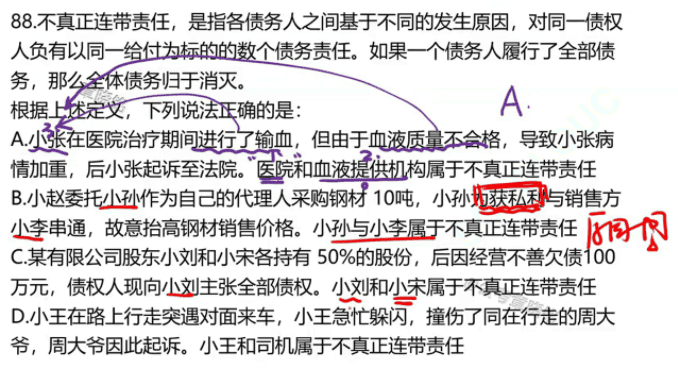 88.不真正连带责任，是指各债务人之间基于不同的发生原因，对同一债权
人负有以同一给付为标的的数个债务责任。如果一个债务人履行了全部债
务，那么全体债务归于消灭。
根据上述定义，下列说法正确的是：
A.
A.小张在医院治疗期间进行了输血，但由于血液质量不合格，导致小张病
情加重，后小张起诉至法院。医院和血液提供机构属于不真正连带责任
B.小赵委托小孙作为自己的代理人采购钢材 10吨，小孙为获私利与销售方
小李串通，故意抬高钢材销售价格。小孙与小李属于不真正连带责任
C.某有限公司股东小刘和小宋各持有 50%的股份，后因经营不善欠债100
万元，债权人现向小刘主张全部债权。小刘和小宋属于不真正连带责任
D.小王在路上行走突遇对面来车，小王急忙躲闪，撞伤了同在行走的周大
爷，周大爷因此起诉。小王和司机属于不真正连带责任